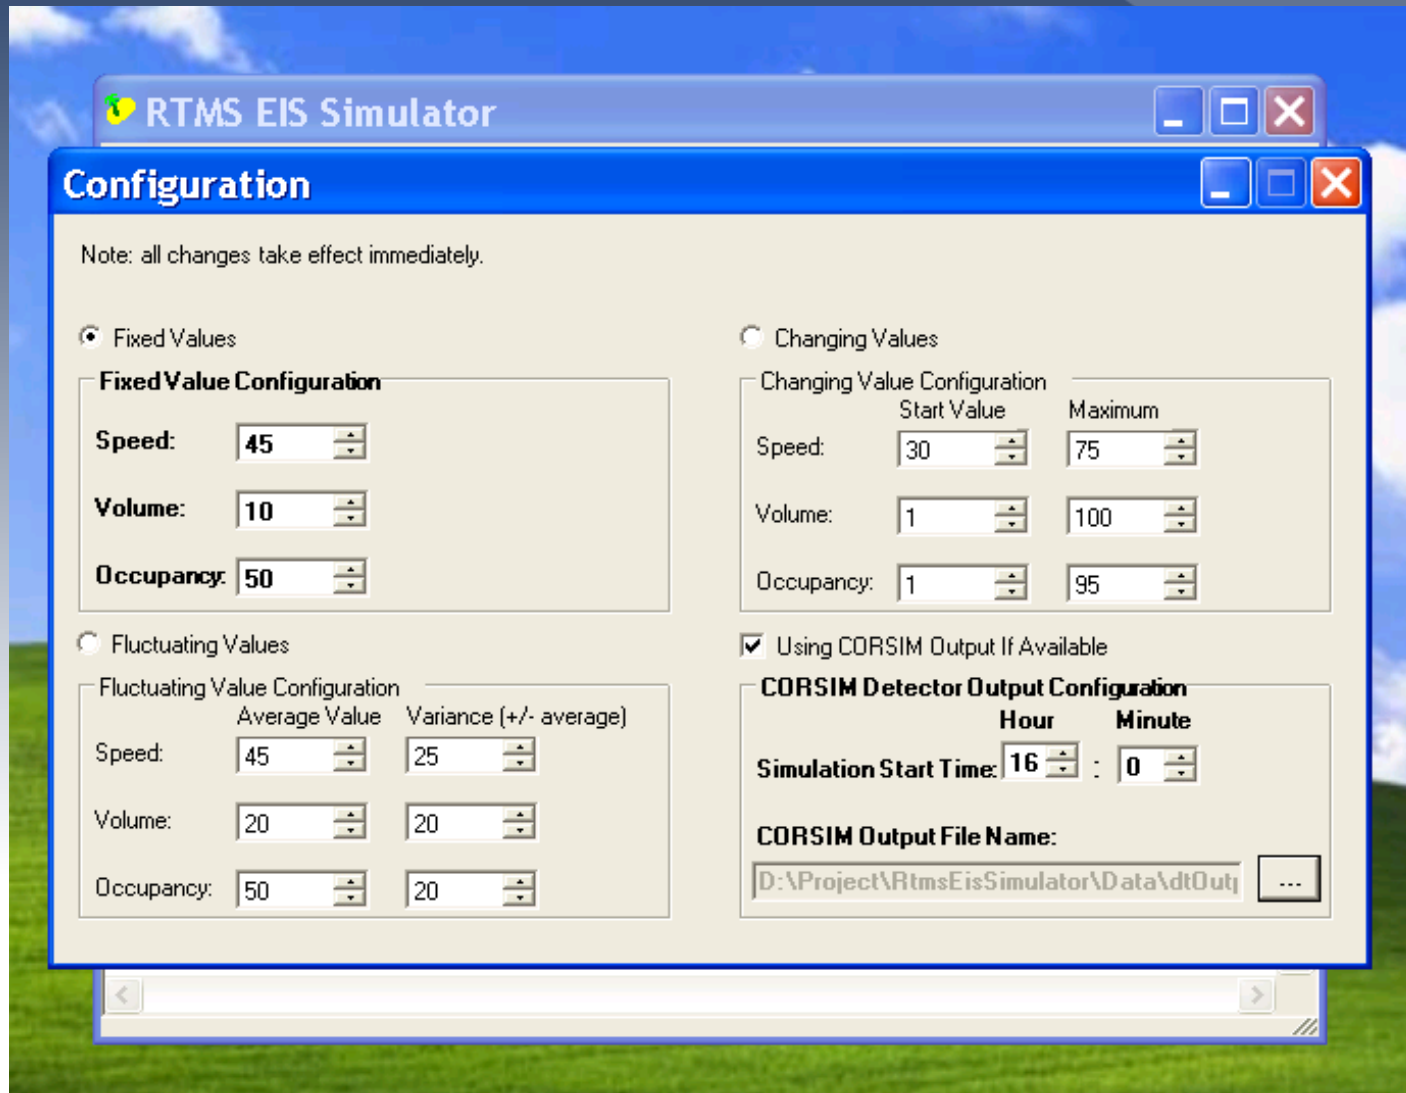 RTMS EIS Simulator
Configuration
Note: all changes take effect immediately.
Fixed Values
Fixed Value Configuration
Speed: 45
Volume: 10
Occupancy: 50
Changing Values
Changing Value Configuration
Start Value Maximum
Speed: 30 75
Volume: 1 100
Occupancy: 1 95
Fluctuating Values
Fluctuating Value Configuration
Average Value Variance (+/- average)
Speed: 45 25
Volume: 20 20
Occupancy: 50 20
Using CORSIM Output If Available
CORSIM Detector Output Configuration
Hour Minute
Simulation Start Time: 16 : 0
CORSIM Output File Name:
D:\Project\RtmsEisSimulator\Data\dtOutp ...